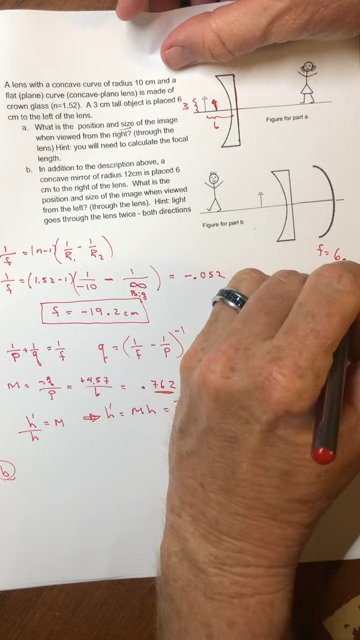 A lens with a concave curve of radius 10 cm and a
flat (plane) curve (concave-plano lens) is made of
crown glass (n=1.52). A 3 cm tall object is placed 6
cm to the left of the lens.
a. What is the position and size of the image
when viewed from the right? (through the
lens) Hint: you will need to calculate the focal
length.
b. In addition to the description above, a
concave mirror of radius 12cm is placed 6
cm to the right of the lens. What is the
position and size of the image when viewed
from the left? (through the lens). Hint: light
goes through the lens twice - both directions
3
6
Figure for part a
Figure for part b
f=6.
1/f = (n-1)(1/R1 - 1/R2)
1/f = (1.52-1)(1/-10 - 1/∞ Big) = -.052
f = -19.2cm
1/p + 1/q = 1/f q = (1/f - 1/p)^-1
M = -q/p = +4.57/6 = .762
h'/h = M ⇒ h' = Mh =
b